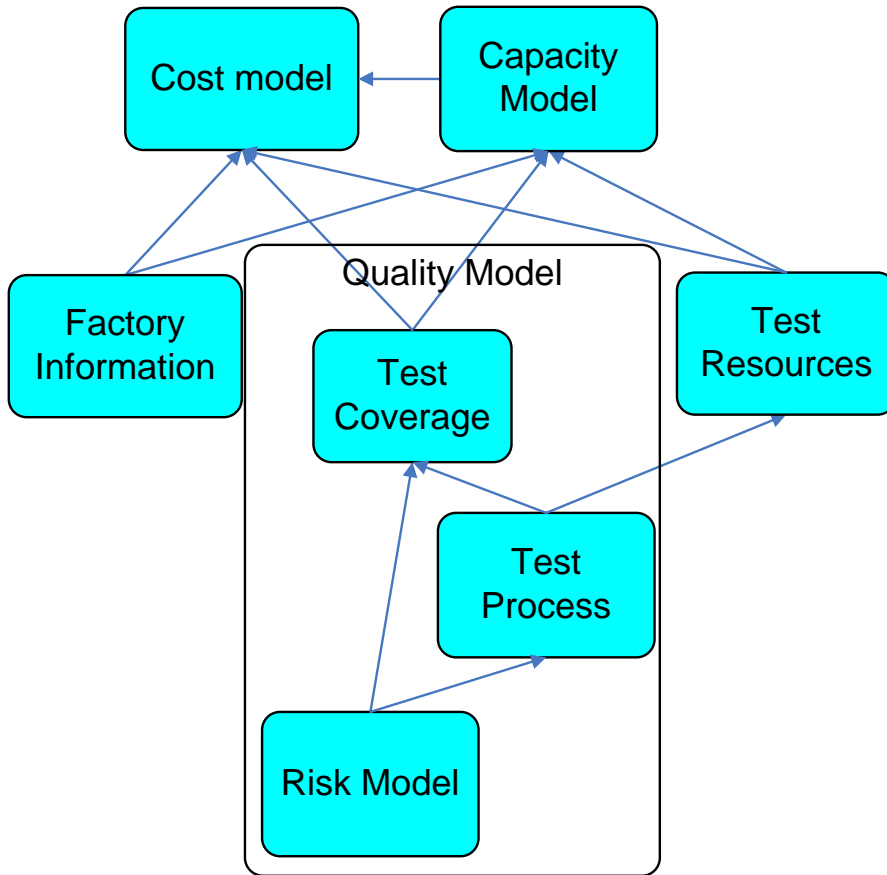 Cost model
Capacity
Model
Quality Model
Factory
Information
Test
Coverage
Test
Resources
Test
Process
Risk Model